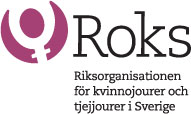 Roks
Riksorganisationen
för kvinnojourer och
tjejjourer i Sverige